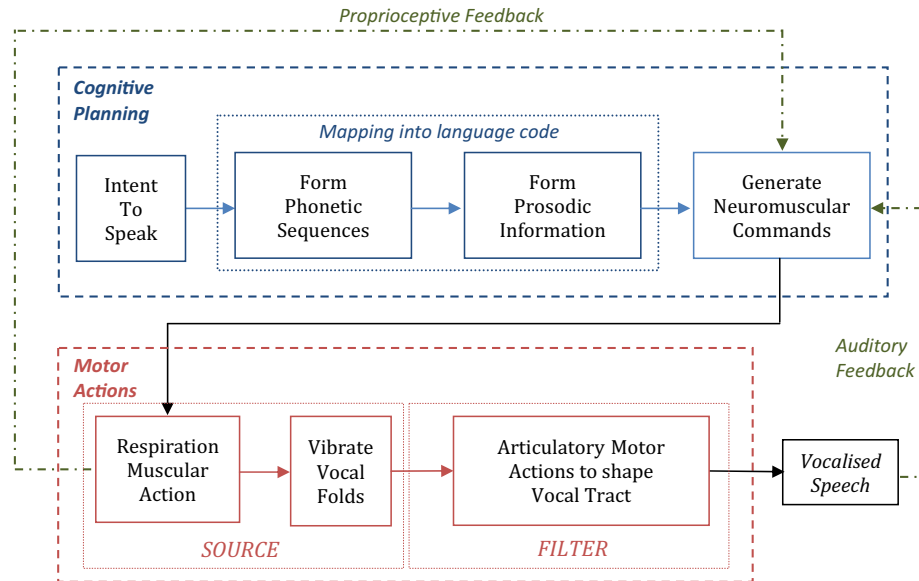 Proprioceptive Feedback
Cognitive
Planning
Mapping into language code
Intent
To
Speak
Form
Phonetic
Sequences
Form
Prosodic
Information
Generate
Neuromuscular
Commands
Auditory
Feedback
Motor
Actions
Respiration
Muscular
Action
Vibrate
Vocal
Folds
Articulatory Motor
Actions to shape
Vocal Tract
Vocalised
Speech
SOURCE
FILTER